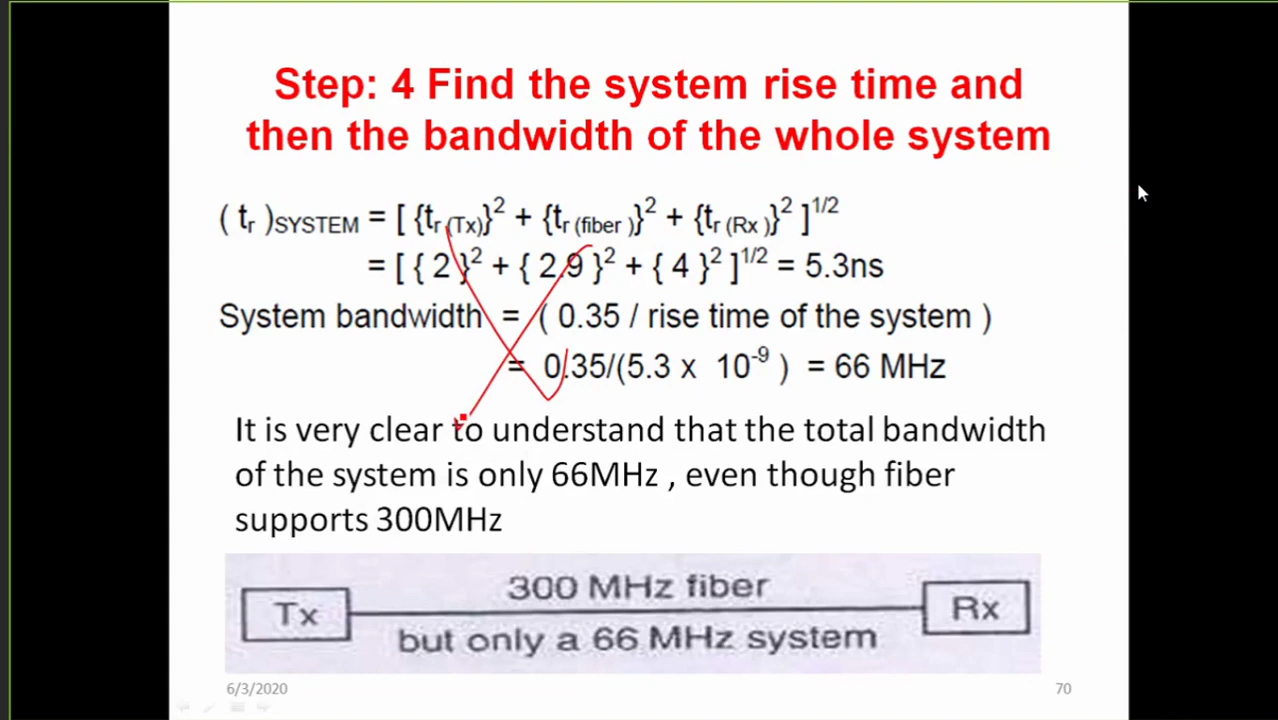 Step: 4 Find the system rise time and
then the bandwidth of the whole system
( tr )SYSTEM = [ {tr (Tx)}² + {tr (fiber )}² + {tr (Rx )}² ]^1/2
= [ { 2 }² + { 2.9 }² + { 4 }² ]^1/2 = 5.3ns
System bandwidth = ( 0.35 / rise time of the system )
= 0.35/(5.3 x 10^-9 ) = 66 MHz
It is very clear to understand that the total bandwidth
of the system is only 66MHz , even though fiber
supports 300MHz
300 MHz fiber
Tx
Rx
but only a 66 MHz system
6/3/2020
70